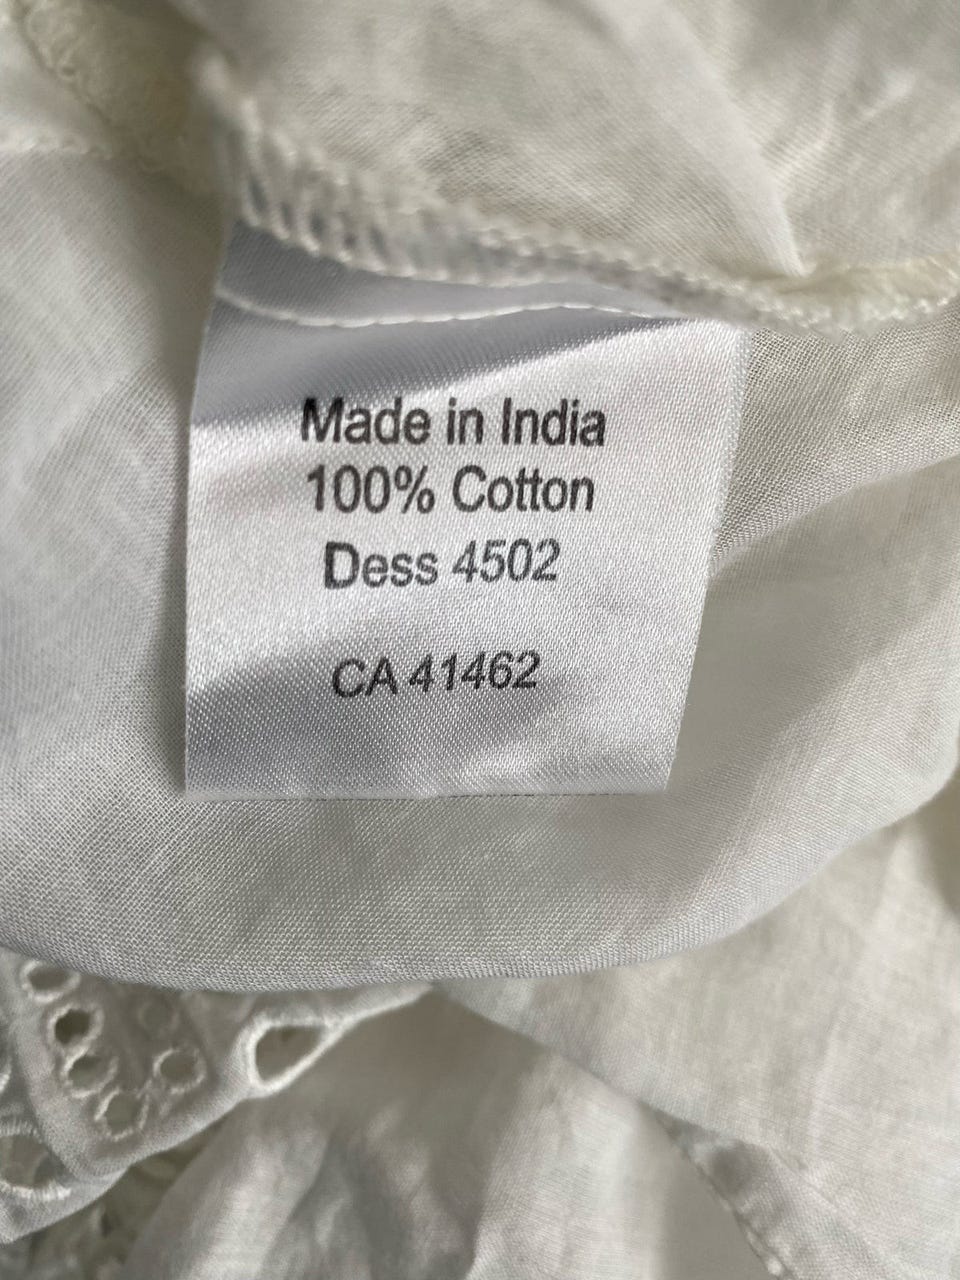 Made in India
100% Cotton
Dess 4502
CA 41462